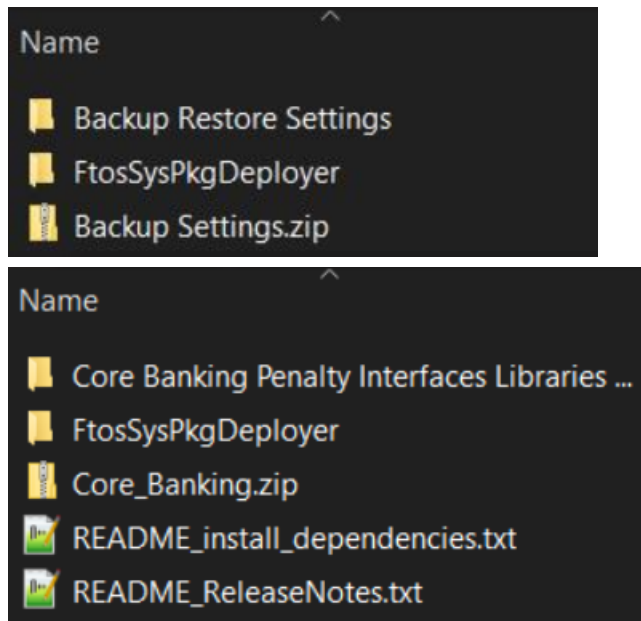 Name
Backup Restore Settings
FtosSysPkgDeployer
Backup Settings.zip
Name
Core Banking Penalty Interfaces Libraries ...
FtosSysPkgDeployer
Core_Banking.zip
README_install_dependencies.txt
README_ReleaseNotes.txt